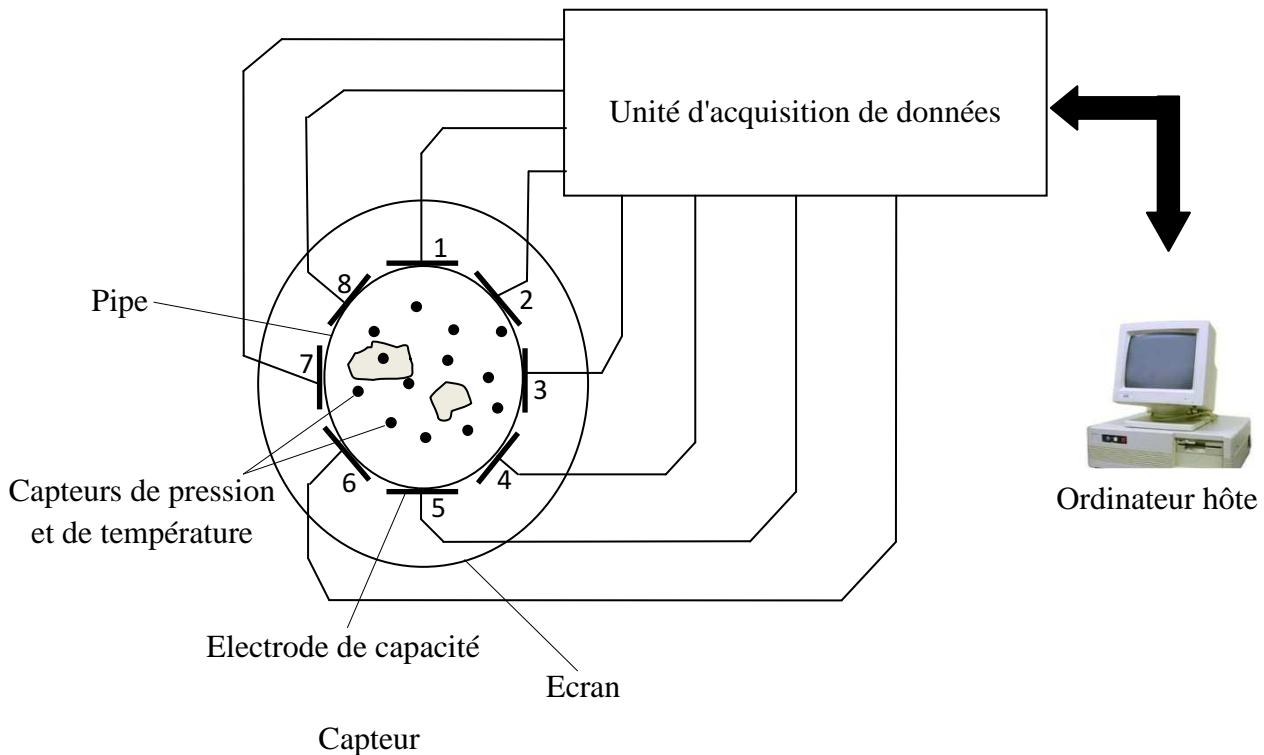 Unité d'acquisition de données
1
8
2
Pipe
7
3
6
4
5
Capteurs de pression
et de température
Ordinateur hôte
Electrode de capacité
Ecran
Capteur